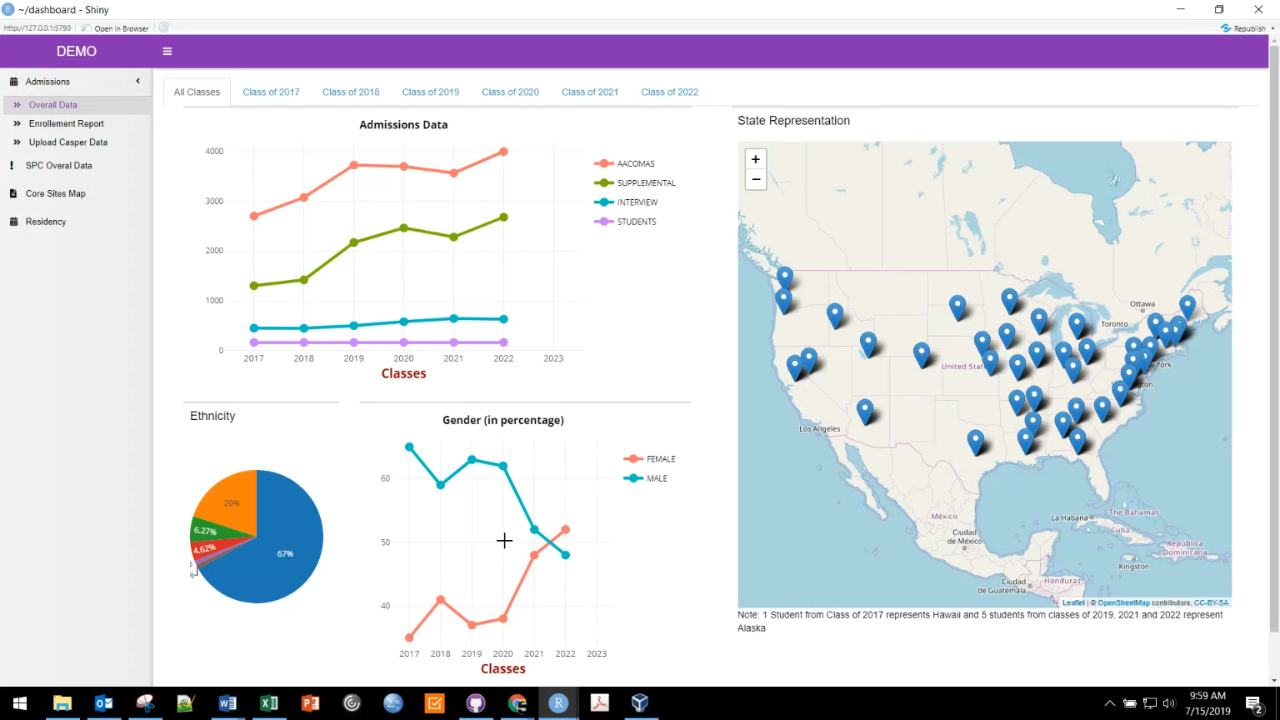 ~/dashboard - Shiny
http://127.0.0.1:5790
Open in Browser
Republish
DEMO
Admissions
Overall Data
Enrollement Report
Upload Casper Data
SPC Overal Data
Core Sites Map
Residency
All Classes
Class of 2017
Class of 2018
Class of 2019
Class of 2020
Class of 2021
Class of 2022
Admissions Data
4000
3000
2000
1000
0
2017 2018 2019 2020 2021 2022 2023
Classes
AACOMAS
SUPPLEMENTAL
INTERVIEW
STUDENTS
Ethnicity
20%
6.27%
4.62%
67%
Gender (in percentage)
60
50
40
2017 2018 2019 2020 2021 2022 2023
Classes
FEMALE
MALE
State Representation
+
−
Ottawa
Toronto
United
York
Los Angeles
México
Ciudad
de México
La Habana
The Bahamas
Cuba
Republica
Dominicana
Kingston
Ciudad
de Guatemala
Honduras
Leaflet | © OpenStreetMap contributors, CC-BY-SA
Note: 1 Student from Class of 2017 represents Hawaii and 5 students from classes of 2019, 2021 and 2022 represent
Alaska
9:59 AM
7/15/2019
2